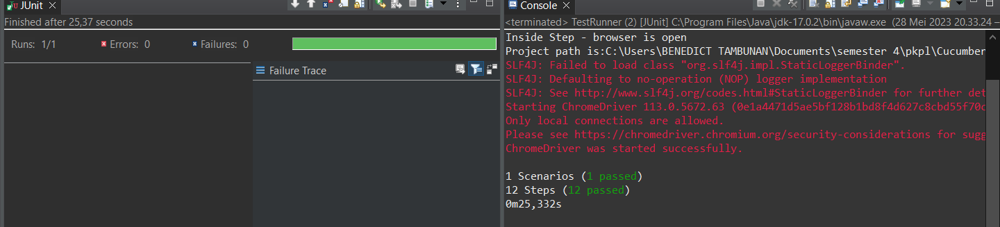 JUnit
Finished after 25,37 seconds
Runs: 1/1
Errors: 0
Failures: 0
Failure Trace
Console
<terminated> TestRunner (2) [JUnit] C:\Program Files\Java\jdk-17.0.2\bin\javaw.exe (28 Mei 2023 20.33.24 –
Inside Step - browser is open
Project path is:C:\Users\BENEDICT TAMBUNAN\Documents\semester 4\pkpl\Cucumber
SLF4J: Failed to load class "org.slf4j.impl.StaticLoggerBinder".
SLF4J: Defaulting to no-operation (NOP) logger implementation
SLF4J: See http://www.slf4j.org/codes.html#StaticLoggerBinder for further det
Starting ChromeDriver 113.0.5672.63 (0e1a4471d5ae5bf128b1bd8f4d627c8cbd55f70c
Only local connections are allowed.
Please see https://chromedriver.chromium.org/security-considerations for sugg
ChromeDriver was started successfully.
1 Scenarios (1 passed)
12 Steps (12 passed)
0m25,332s